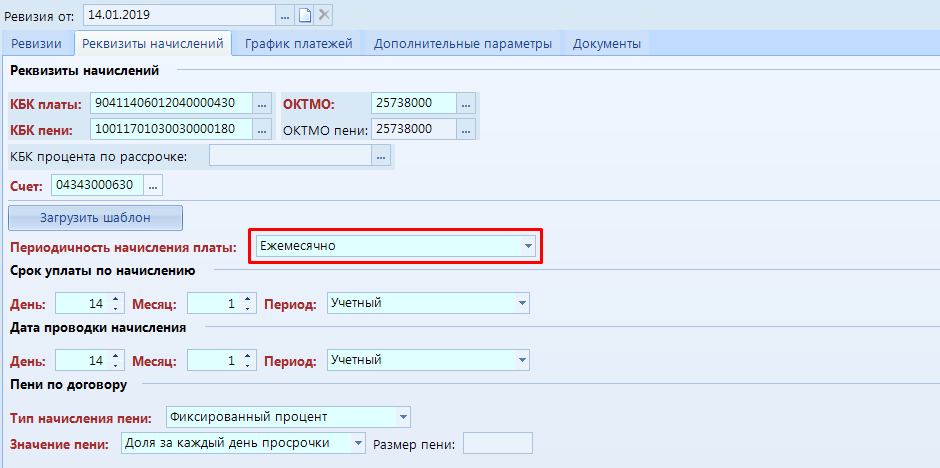 Ревизия от: 14.01.2019 ...
Ревизии Реквизиты начислений График платежей Дополнительные параметры Документы
Реквизиты начислений
КБК платы: 90411406012040000430 ... ОКТМО: 25738000 ...
КБК пени: 10011701030030000180 ... ОКТМО пени: 25738000 ...
КБК процента по рассрочке: ...
Счет: 04343000630 ...
Загрузить шаблон
Периодичность начисления платы: Ежемесячно
Срок уплаты по начислению
День: 14 Месяц: 1 Период: Учетный
Дата проводки начисления
День: 14 Месяц: 1 Период: Учетный
Пени по договору
Тип начисления пени: Фиксированный процент
Значение пени: Доля за каждый день просрочки Размер пени: